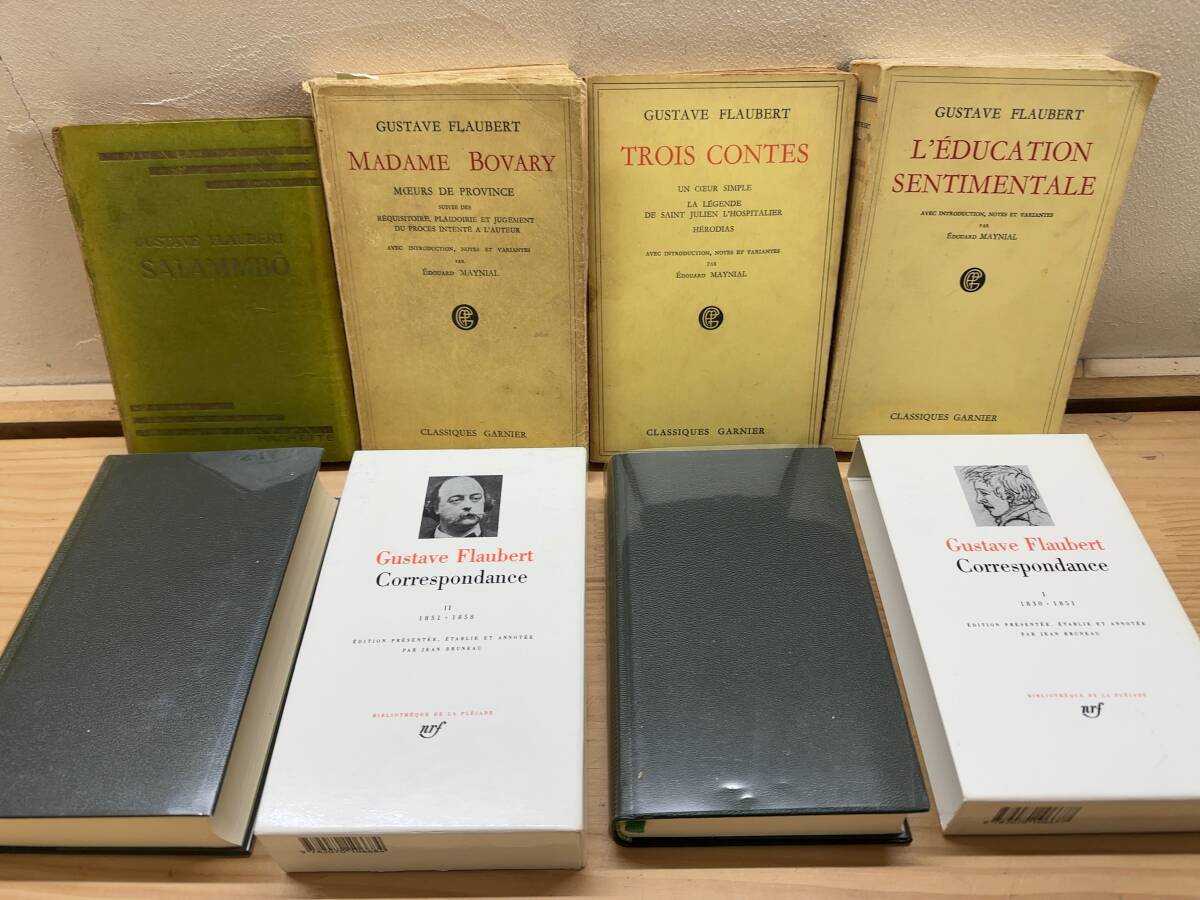 GUSTAVE FLAUBERT
SALAMMBÔ
HACHETTE
GUSTAVE FLAUBERT
MADAME BOVARY
MŒURS DE PROVINCE
SUIVIE DES
RÉQUISITOIRE, PLAIDOIRIE ET JUGEMENT
DU PROCÈS INTENTÉ A L'AUTEUR
AVEC INTRODUCTION, NOTES ET VARIANTES
PAR
ÉDOUARD MAYNIAL
CLASSIQUES GARNIER
GUSTAVE FLAUBERT
TROIS CONTES
UN CŒUR SIMPLE
LA LÉGENDE
DE SAINT JULIEN L'HOSPITALIER
HÉRODIAS
AVEC INTRODUCTION, NOTES ET VARIANTES
PAR
ÉDOUARD MAYNIAL
CLASSIQUES GARNIER
GUSTAVE FLAUBERT
L'ÉDUCATION
SENTIMENTALE
AVEC INTRODUCTION, NOTES ET VARIANTES
PAR
ÉDOUARD MAYNIAL
CLASSIQUES GARNIER
Gustave Flaubert
Correspondance
II
1851 - 1858
ÉDITION PRÉSENTÉE, ÉTABLIE ET ANNOTÉE
PAR JEAN BRUNEAU
BIBLIOTHÈQUE DE LA PLÉIADE
nrf
Gustave Flaubert
Correspondance
I
1830 - 1851
ÉDITION PRÉSENTÉE, ÉTABLIE ET ANNOTÉE
PAR JEAN BRUNEAU
BIBLIOTHÈQUE DE LA PLÉIADE
nrf